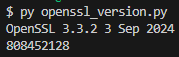 $ py openssl_version.py
OpenSSL 3.3.2 3 Sep 2024
808452128